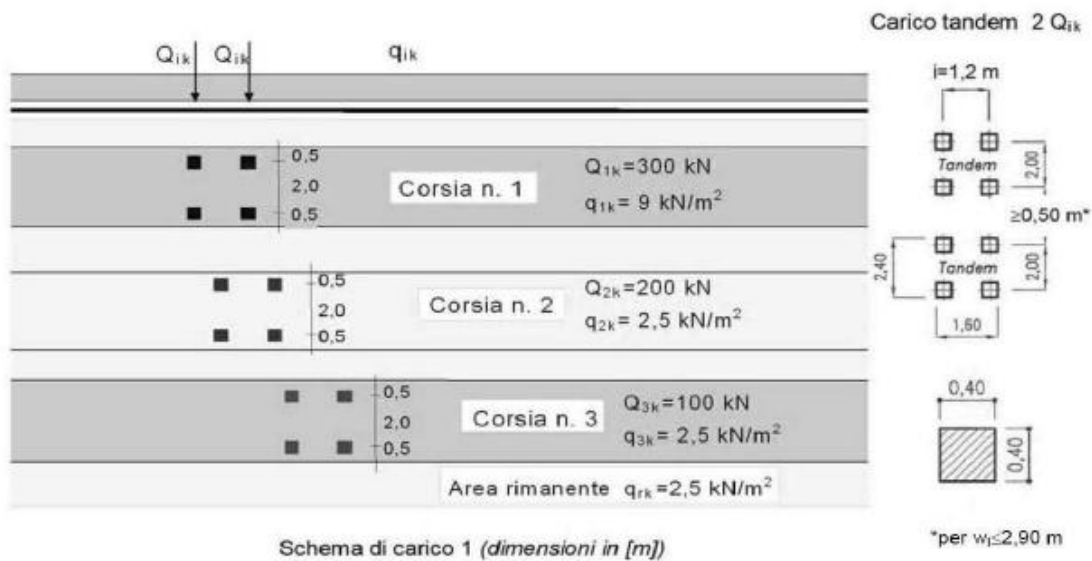 Carico tandem 2 Qik
Qik Qik qik
i=1,2 m
0,5
2,0
0,5
Corsia n. 1
Q1k=300 kN
q1k= 9 kN/m²
Tandem
2,00
≥0,50 m*
0,5
2,0
0,5
Corsia n. 2
Q2k=200 kN
q2k= 2,5 kN/m²
2,40
Tandem
2,00
1,60
0,5
2,0
0,5
Corsia n. 3
Q3k=100 kN
q3k= 2,5 kN/m²
0,40
0,40
Area rimanente qrk=2,5 kN/m²
Schema di carico 1 (dimensioni in [m])
*per wl≤2,90 m